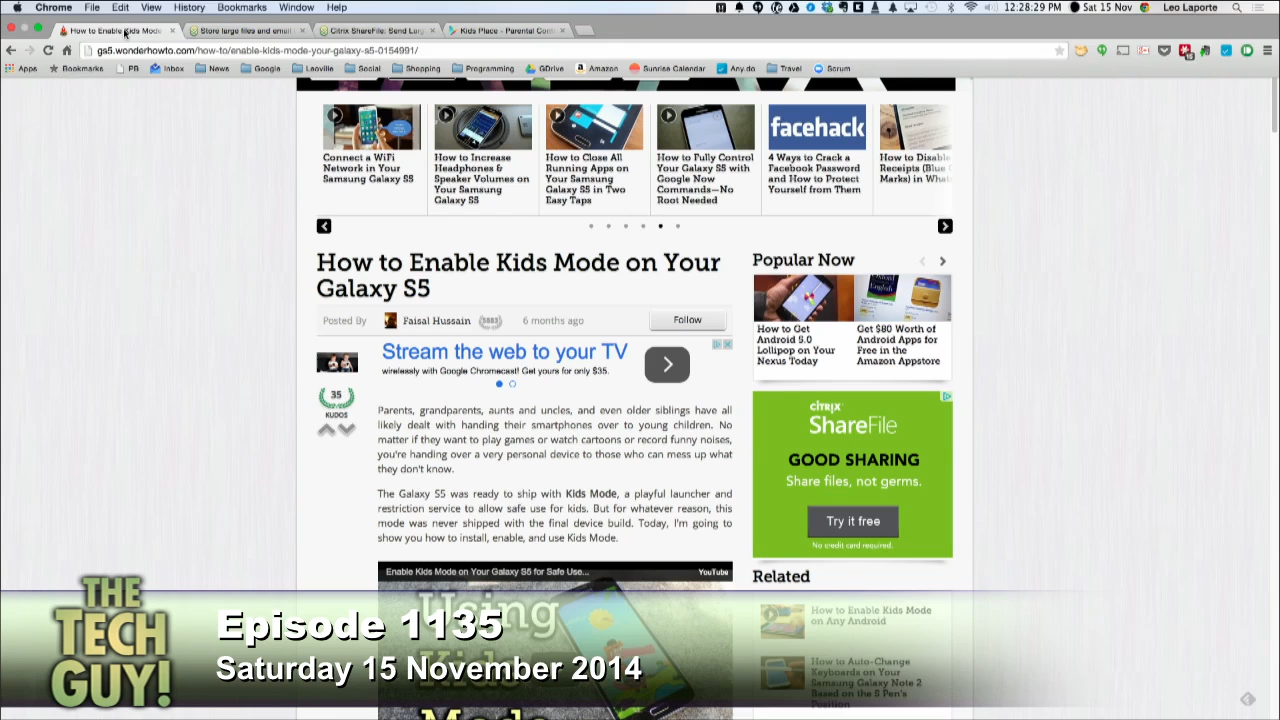 Chrome File Edit View History Bookmarks Window Help 12:28:29 PM Sat 15 Nov Leo Laporte
How to Enable Kids Mode
Store large files and email
Citrix ShareFile: Send Larg
Kids Place - Parental Cont
gs5.wonderhowto.com/how-to/enable-kids-mode-your-galaxy-s5-0154991/
Apps Bookmarks PB Inbox News Google Leoville Social Shopping Programming GDrive Amazon Sunrise Calendar Any.do Travel Scrum
Connect a WiFi
Network in Your
Samsung Galaxy S5
How to Increase
Headphones &
Speaker Volumes on
Your Samsung
Galaxy S5
How to Close All
Running Apps on
Your Samsung
Galaxy S5 in Two
Easy Taps
How to Fully Control
Your Galaxy S5 with
Google Now
Commands—No
Root Needed
facehack
4 Ways to Crack a
Facebook Password
and How to Protect
Yourself from Them
How to Disable
Receipts (Blue
Marks) in What
How to Enable Kids Mode on Your
Galaxy S5
Posted By Faisal Hussain 6 months ago Follow
Stream the web to your TV
wirelessly with Google Chromecast! Get yours for only $35.
35
KUDOS
Parents, grandparents, aunts and uncles, and even older siblings have all
likely dealt with handing their smartphones over to young children. No
matter if they want to play games or watch cartoons or record funny noises,
you're handing over a very personal device to those who can mess up what
they don't know.
The Galaxy S5 was ready to ship with Kids Mode, a playful launcher and
restriction service to allow safe use for kids. But for whatever reason, this
mode was never shipped with the final device build. Today, I'm going to
show you how to install, enable, and use Kids Mode.
Enable Kids Mode on Your Galaxy S5 for Safe Use... YouTube
Using
Kids
Mode
Popular Now
How to Get
Android 5.0
Lollipop on Your
Nexus Today
Get $80 Worth of
Android Apps for
Free in the
Amazon Appstore
CITRIX
ShareFile
GOOD SHARING
Share files, not germs.
Try it free
No credit card required.
Related
How to Enable Kids Mode
on Any Android
How to Auto-Change
Keyboards on Your
Samsung Galaxy Note 2
Based on the S Pen's
Position
THE
TECH
GUY!
Episode 1135
Saturday 15 November 2014